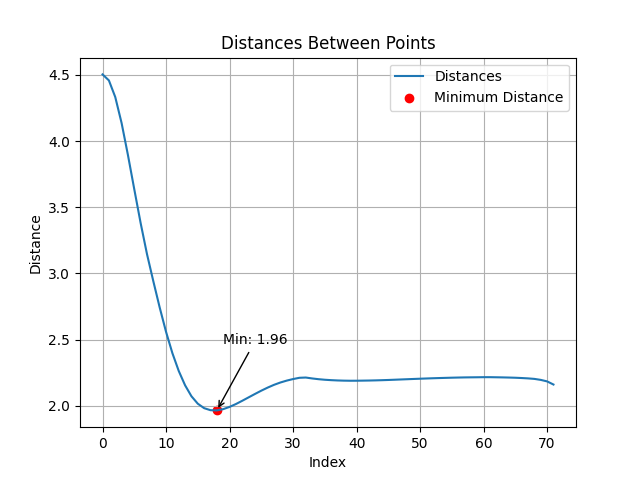 Distances Between Points
Distances
Minimum Distance
4.5
4.0
3.5
3.0
2.5
2.0
Distance
Min: 1.96
0 10 20 30 40 50 60 70
Index